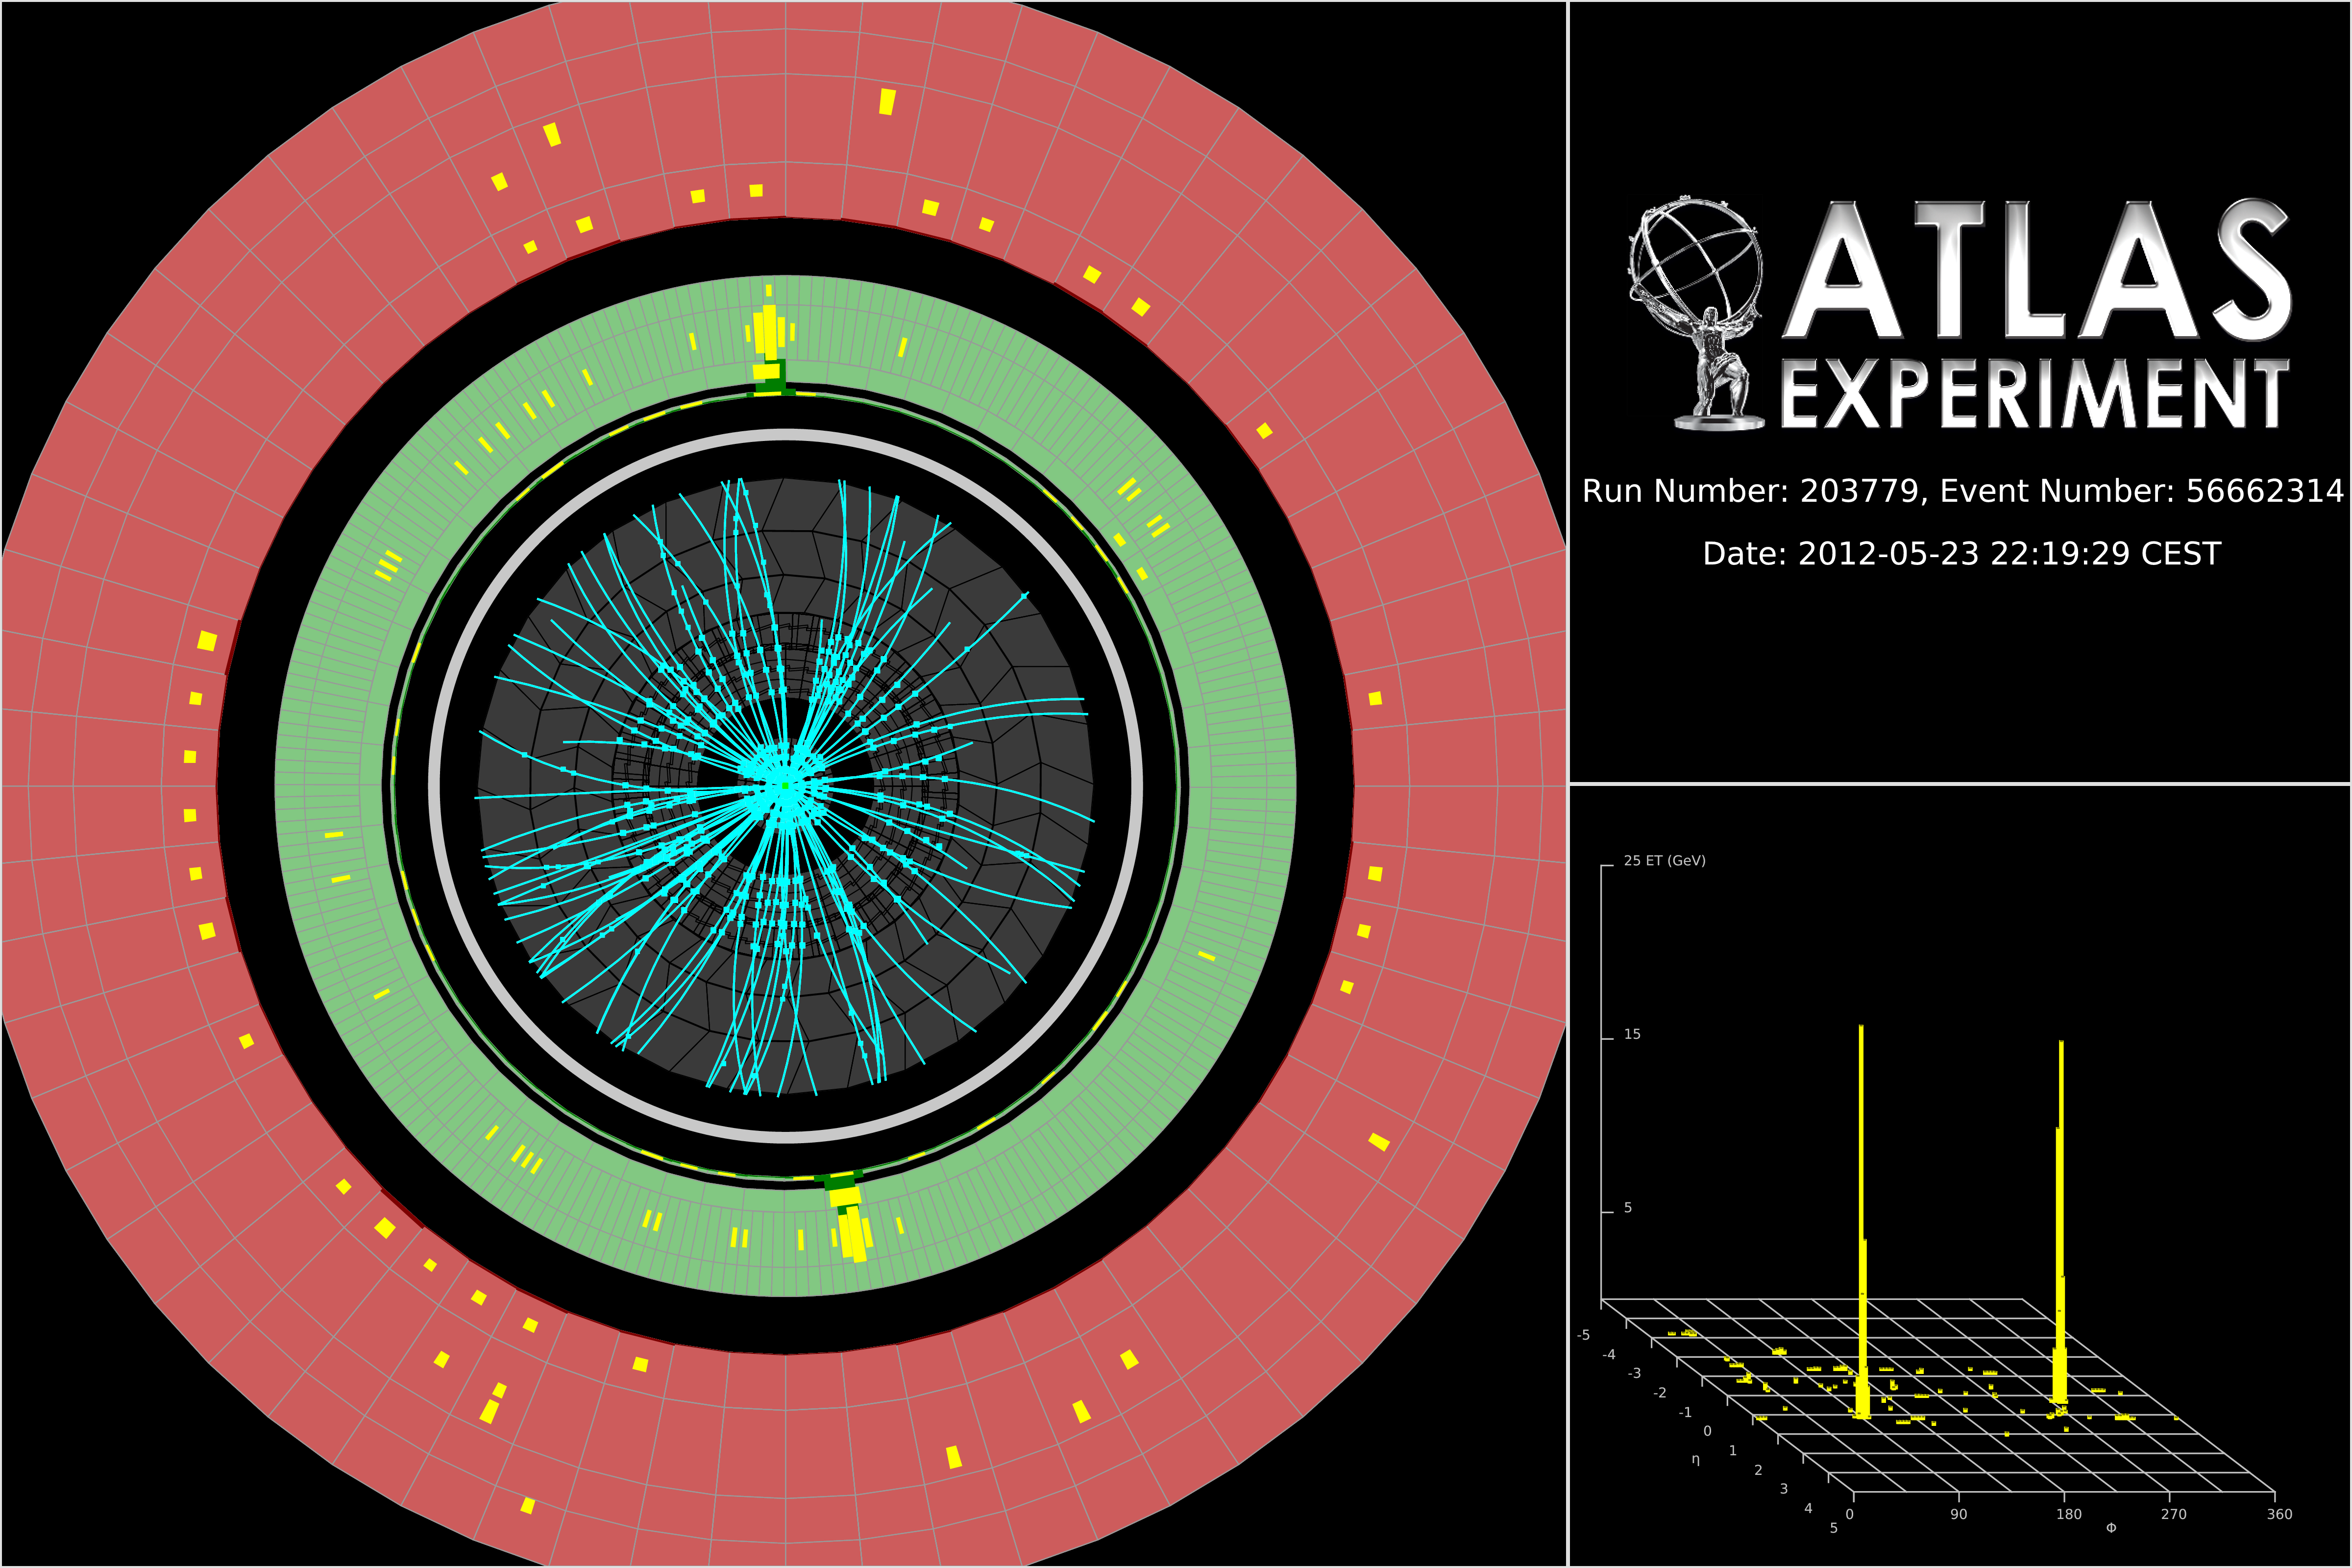 ATLAS
EXPERIMENT
Run Number: 203779, Event Number: 56662314
Date: 2012-05-23 22:19:29 CEST
25 ET (GeV)
15
5
-5
-4
-3
-2
-1
0
1
2
3
4
5
η
0 90 180 270 360
Φ